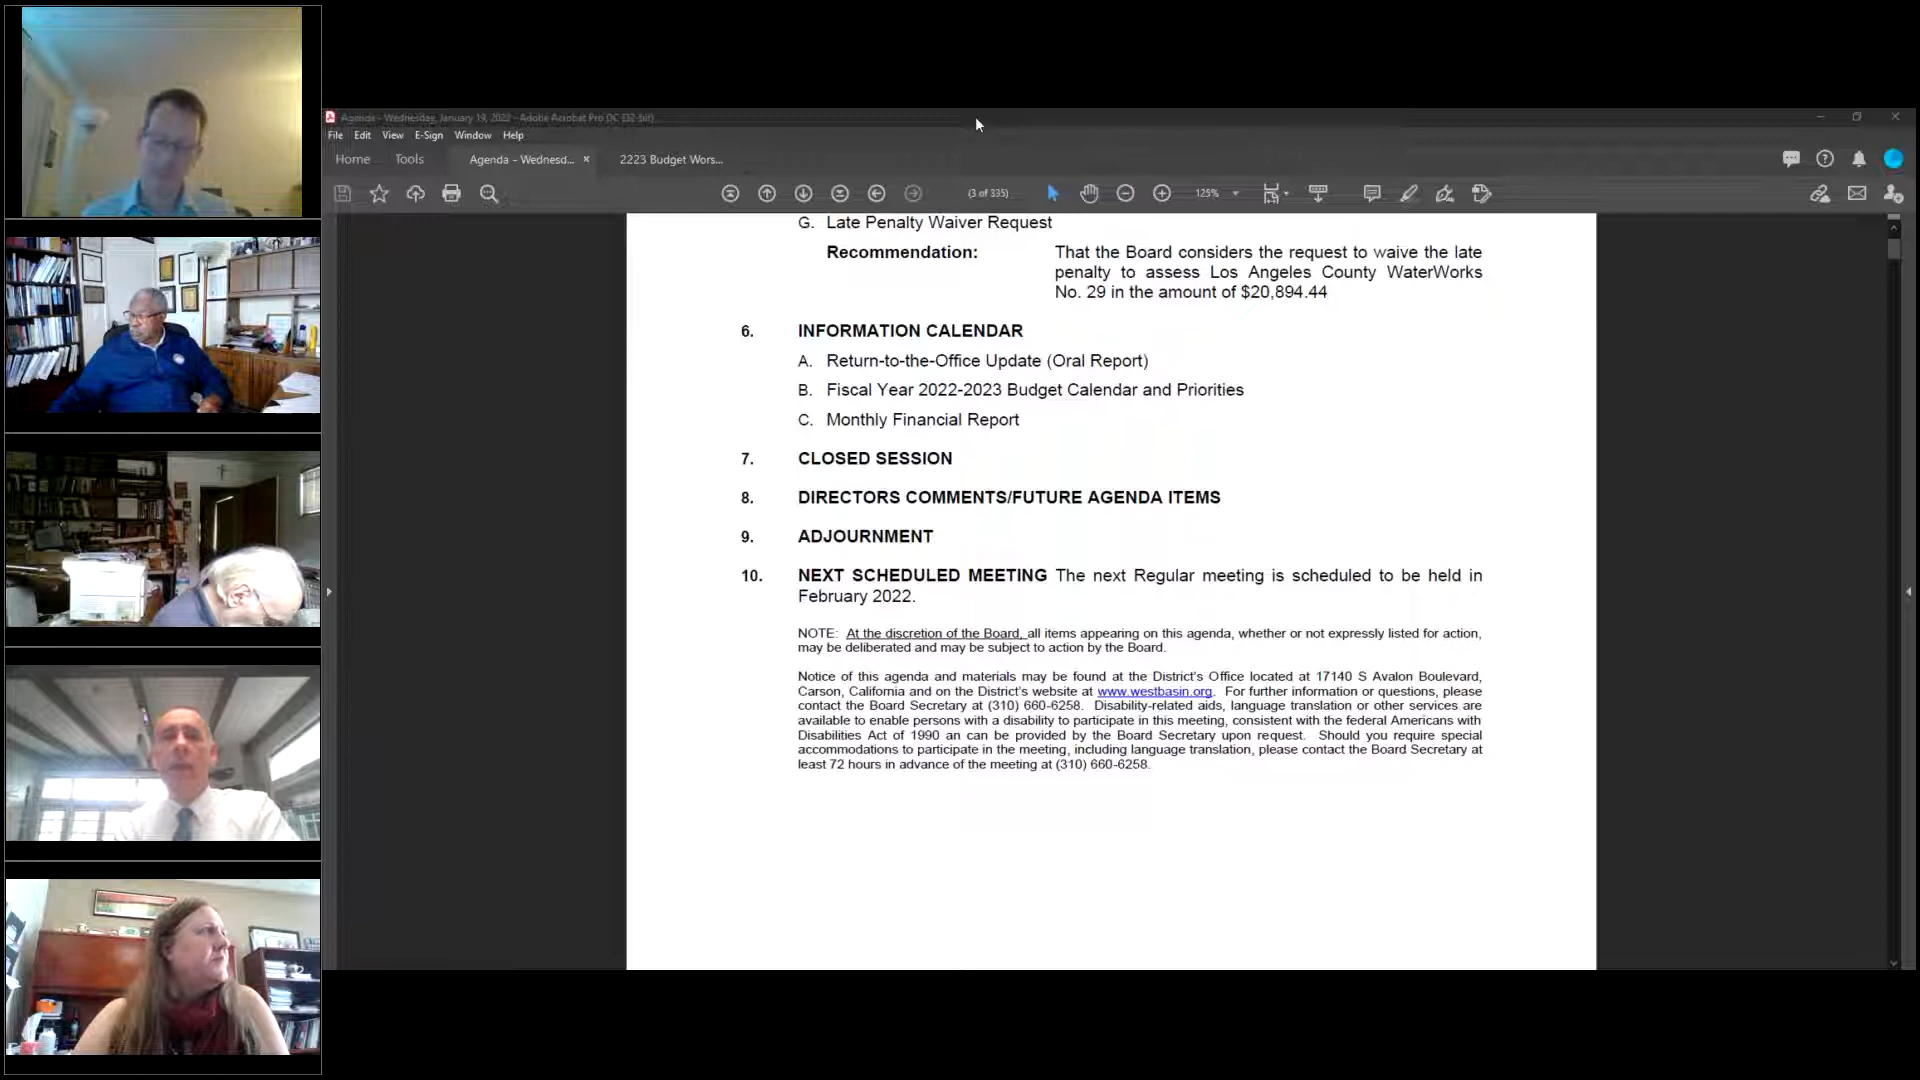 Agenda - Wednesday, January 19, 2022 - Adobe Acrobat Pro DC (32-bit)
File Edit View E-Sign Window Help
Home Tools Agenda - Wednesd... × 2223 Budget Wors...
(3 of 335) 125%
G. Late Penalty Waiver Request
Recommendation: That the Board considers the request to waive the late
penalty to assess Los Angeles County WaterWorks
No. 29 in the amount of $20,894.44
6. INFORMATION CALENDAR
A. Return-to-the-Office Update (Oral Report)
B. Fiscal Year 2022-2023 Budget Calendar and Priorities
C. Monthly Financial Report
7. CLOSED SESSION
8. DIRECTORS COMMENTS/FUTURE AGENDA ITEMS
9. ADJOURNMENT
10. NEXT SCHEDULED MEETING The next Regular meeting is scheduled to be held in
February 2022.
NOTE: At the discretion of the Board, all items appearing on this agenda, whether or not expressly listed for action,
may be deliberated and may be subject to action by the Board.
Notice of this agenda and materials may be found at the District's Office located at 17140 S Avalon Boulevard,
Carson, California and on the District's website at www.westbasin.org. For further information or questions, please
contact the Board Secretary at (310) 660-6258. Disability-related aids, language translation or other services are
available to enable persons with a disability to participate in this meeting, consistent with the federal Americans with
Disabilities Act of 1990 an can be provided by the Board Secretary upon request. Should you require special
accommodations to participate in the meeting, including language translation, please contact the Board Secretary at
least 72 hours in advance of the meeting at (310) 660-6258.